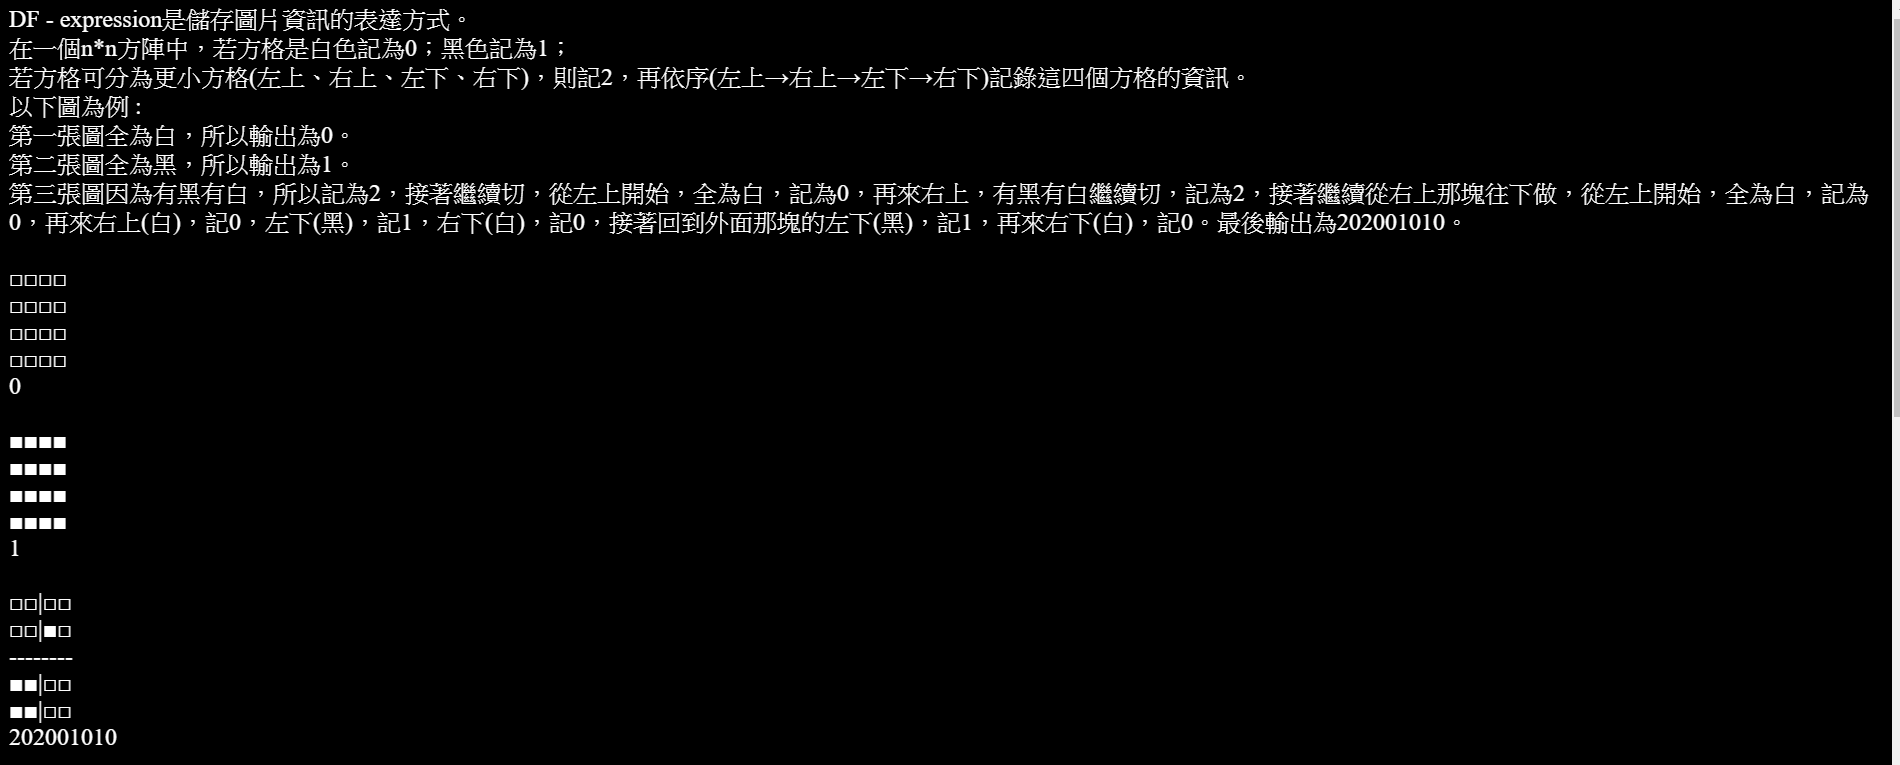 DF - expression是儲存圖片資訊的表達方式。
在一個n*n方陣中，若方格是白色記為0；黑色記為1；
若方格可分為更小方格(左上、右上、左下、右下)，則記2，再依序(左上→右上→左下→右下)記錄這四個方格的資訊。
以下圖為例 :
第一張圖全為白，所以輸出為0。
第二張圖全為黑，所以輸出為1。
第三張圖因為有黑有白，所以記為2，接著繼續切，從左上開始，全為白，記為0，再來右上，有黑有白繼續切，記為2，接著繼續從右上那塊往下做，從左上開始，全為白，記為
0，再來右上(白)，記0，左下(黑)，記1，右下(白)，記0，接著回到外面那塊的左下(黑)，記1，再來右下(白)，記0。最後輸出為202001010。
□□□□
□□□□
□□□□
□□□□
0
■■■■
■■■■
■■■■
■■■■
1
□□|□□
□□|■□
--------
■■|□□
■■|□□
202001010